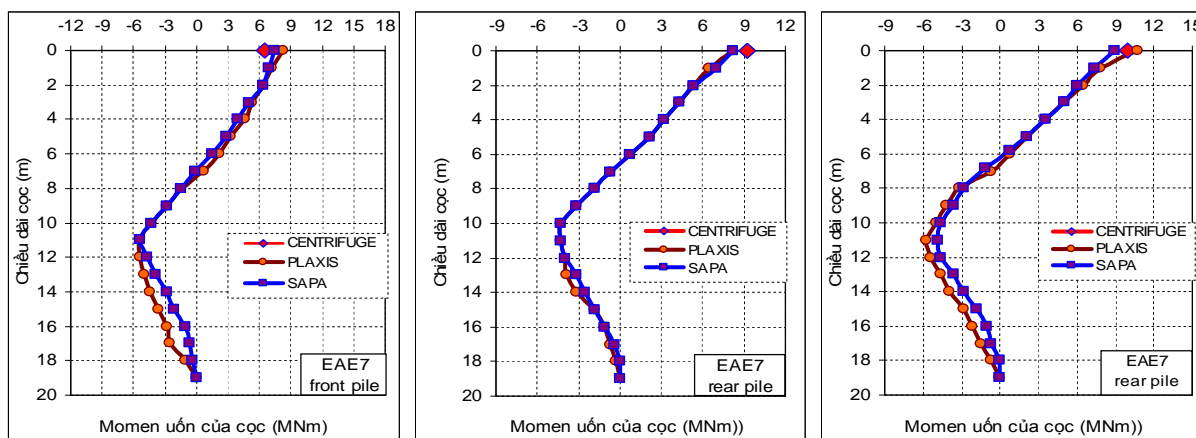 -12 -9 -6 -3 0 3 6 9 12
0
2
4
6
8
10
12
14
16
18
20
Chiều dài cọc (m)
CENTRIFUGE
PLAXIS
SAPA
EAE7
front pile
Momen uốn của cọc (MNm)
-12 -9 -6 -3 0 3 6 9 12
0
2
4
6
8
10
12
14
16
18
20
Chiều dài cọc (m)
CENTRIFUGE
PLAXIS
SAPA
EAE7
rear pile
Momen uốn của cọc (MNm))
-9 -6 -3 0 3 6 9 12 15
0
2
4
6
8
10
12
14
16
18
20
Chiều dài cọc (m)
CENTRIFUGE
PLAXIS
SAPA
EAE7
rear pile
Momen uốn của cọc (MNm))